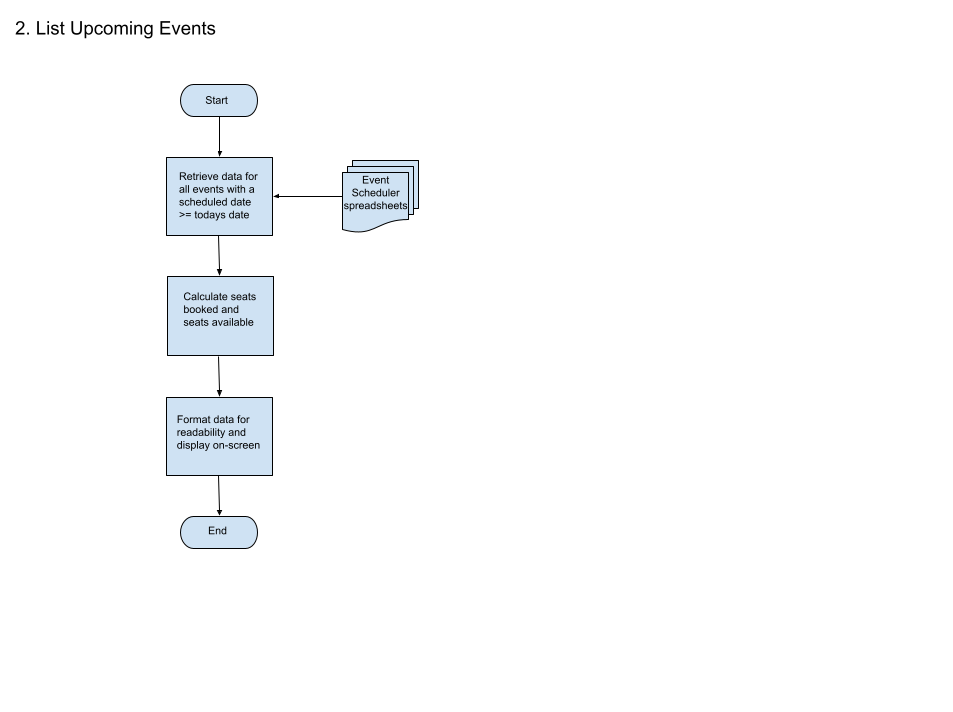 2. List Upcoming Events
Start
Retrieve data for
all events with a
scheduled date
>= todays date
Event
Scheduler
spreadsheets
Calculate seats
booked and
seats available
Format data for
readability and
display on-screen
End